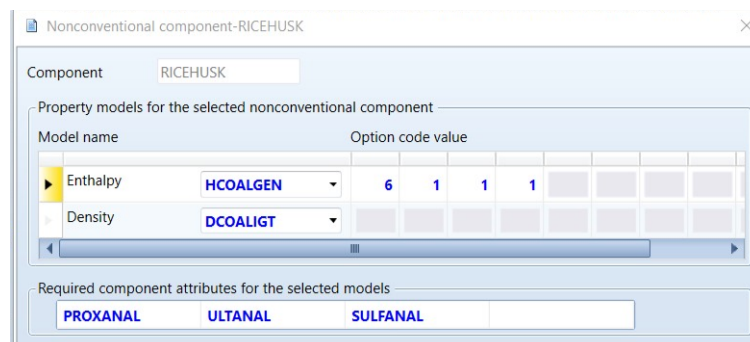 Nonconventional component-RICEHUSK
Component RICEHUSK
Property models for the selected nonconventional component
Model name Option code value
Enthalpy HCOALGEN 6 1 1 1
Density DCOALIGT
Required component attributes for the selected models
PROXANAL ULTANAL SULFANAL